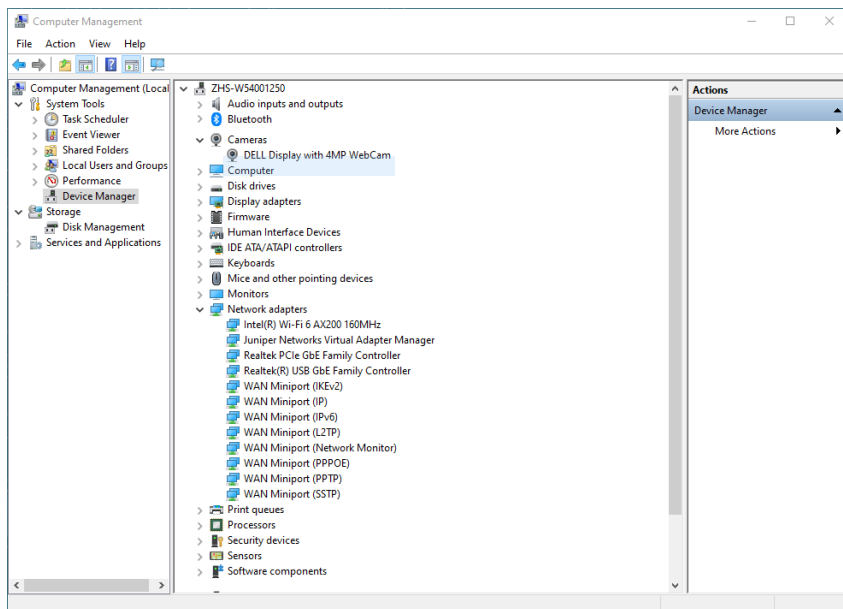 Computer Management
File Action View Help
Computer Management (Local
System Tools
Task Scheduler
Event Viewer
Shared Folders
Local Users and Groups
Performance
Device Manager
Storage
Disk Management
Services and Applications
ZHS-W54001250
Audio inputs and outputs
Bluetooth
Cameras
DELL Display with 4MP WebCam
Computer
Disk drives
Display adapters
Firmware
Human Interface Devices
IDE ATA/ATAPI controllers
Keyboards
Mice and other pointing devices
Monitors
Network adapters
Intel(R) Wi-Fi 6 AX200 160MHz
Juniper Networks Virtual Adapter Manager
Realtek PCIe GbE Family Controller
Realtek(R) USB GbE Family Controller
WAN Miniport (IKEv2)
WAN Miniport (IP)
WAN Miniport (IPv6)
WAN Miniport (L2TP)
WAN Miniport (Network Monitor)
WAN Miniport (PPPOE)
WAN Miniport (PPTP)
WAN Miniport (SSTP)
Print queues
Processors
Security devices
Sensors
Software components
Actions
Device Manager
More Actions